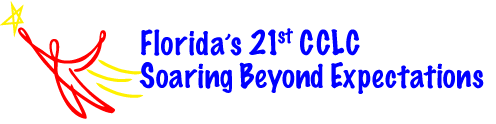 Florida's 21st CCLC
Soaring Beyond Expectations